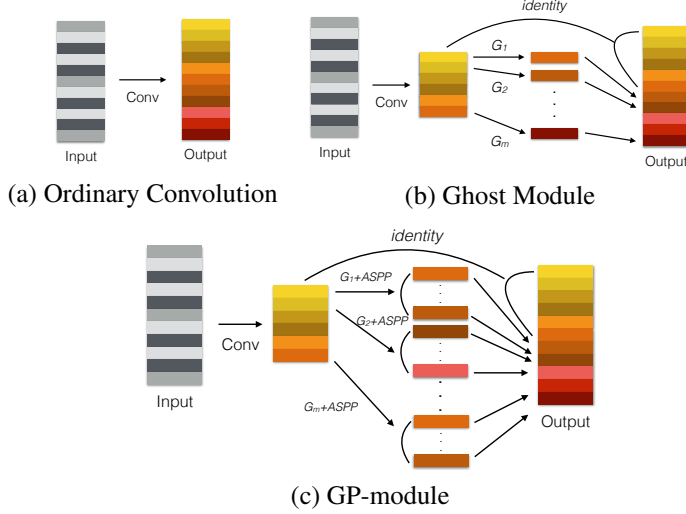 identity
G1
G2
Gm
Conv
Conv
Input
Output
Input
Output
(a) Ordinary Convolution
(b) Ghost Module
identity
G1+ASPP
G2+ASPP
Gm+ASPP
Conv
Input
Output
(c) GP-module